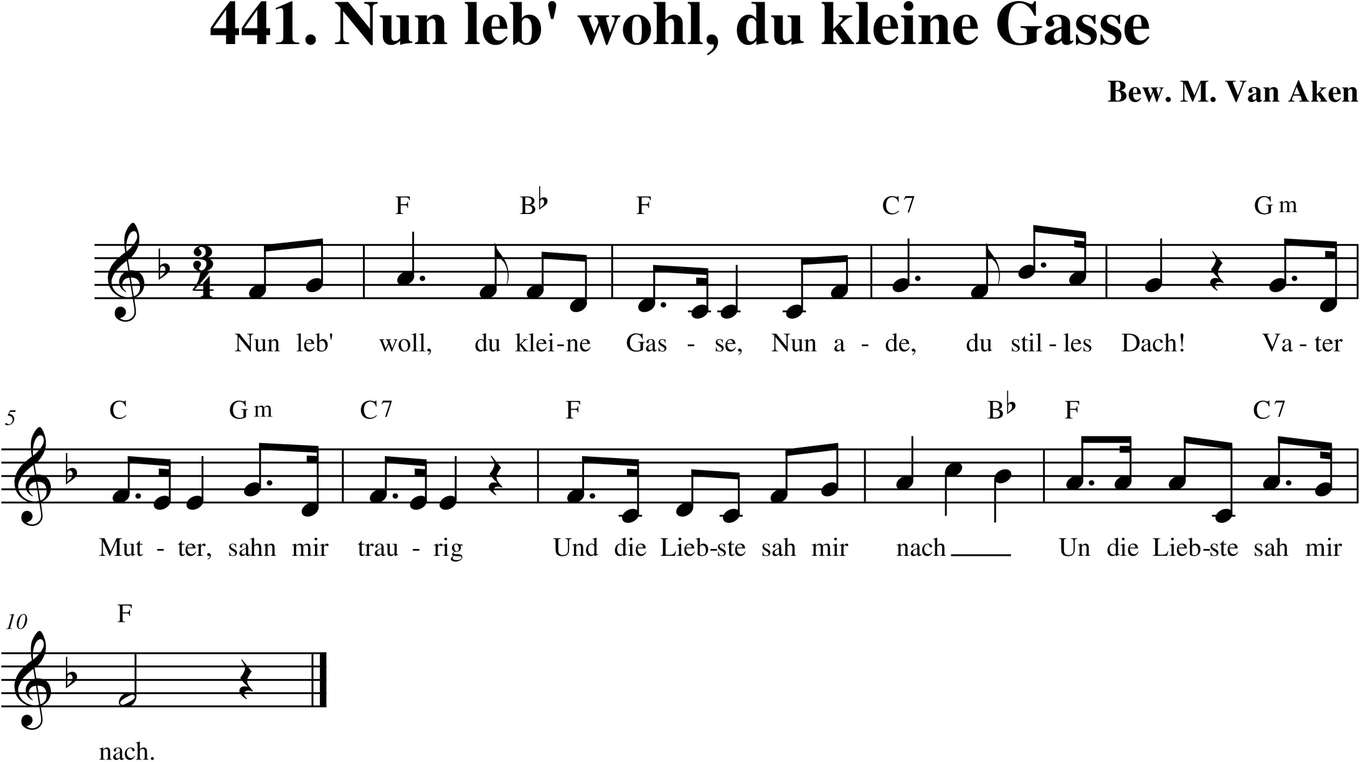 441. Nun leb' wohl, du kleine Gasse
Bew. M. Van Aken
F B♭ F C7 Gm
3
4
Nun leb' woll, du klei-ne Gas - se, Nun a - de, du stil - les Dach! Va - ter
5 C Gm C7 F B♭ F C7
Mut - ter, sahn mir trau - rig Und die Lieb-ste sah mir nach Un die Lieb-ste sah mir
10 F
nach.